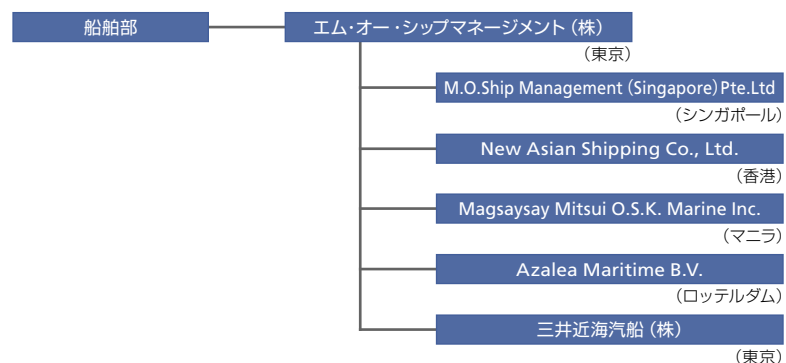 船舶部
エム・オー・シップマネージメント（株）
（東京）
M.O.Ship Management（Singapore）Pte.Ltd
（シンガポール）
New Asian Shipping Co., Ltd.
（香港）
Magsaysay Mitsui O.S.K. Marine Inc.
（マニラ）
Azalea Maritime B.V.
（ロッテルダム）
三井近海汽船（株）
（東京）